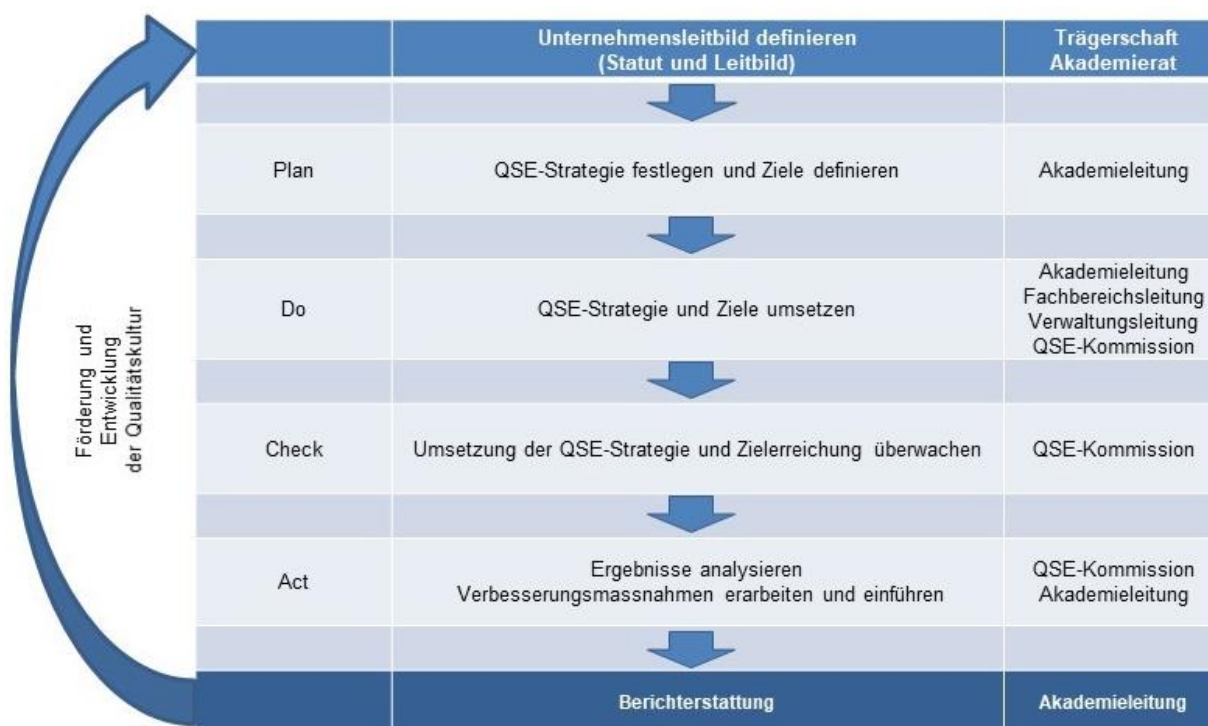 Unternehmensleitbild definieren
(Statut und Leitbild)
Trägerschaft
Akademierat
Plan
QSE-Strategie festlegen und Ziele definieren
Akademieleitung
Do
QSE-Strategie und Ziele umsetzen
Akademieleitung
Fachbereichsleitung
Verwaltungsleitung
QSE-Kommission
Check
Umsetzung der QSE-Strategie und Zielerreichung überwachen
QSE-Kommission
Act
Ergebnisse analysieren
Verbesserungsmassnahmen erarbeiten und einführen
QSE-Kommission
Akademieleitung
Berichterstattung
Akademieleitung
Förderung und
Entwicklung
der Qualitätskultur